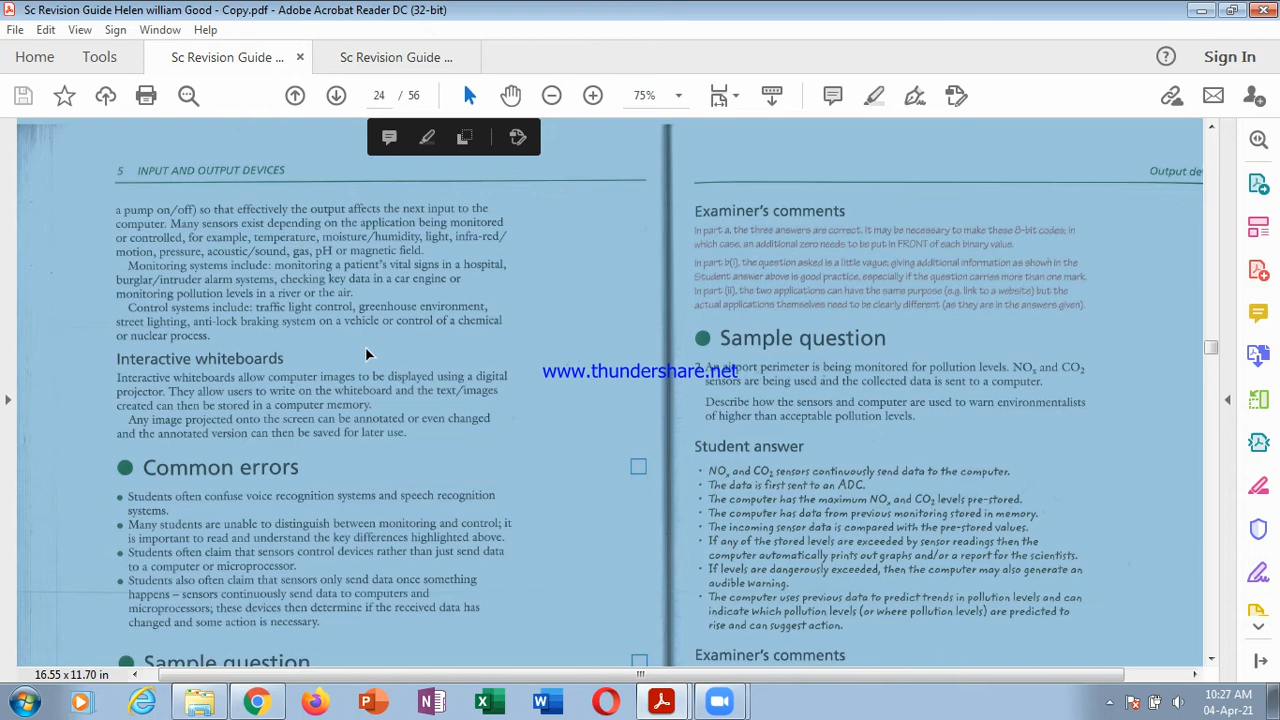 Sc Revision Guide Helen william Good - Copy.pdf - Adobe Acrobat Reader DC (32-bit)
File Edit View Sign Window Help
Home Tools Sc Revision Guide ... × Sc Revision Guide ... ? Sign In
24 / 56 75%
5 INPUT AND OUTPUT DEVICES
a pump on/off) so that effectively the output affects the next input to the
computer. Many sensors exist depending on the application being monitored
or controlled, for example, temperature, moisture/humidity, light, infra-red/
motion, pressure, acoustic/sound, gas, pH or magnetic field.
Monitoring systems include: monitoring a patient's vital signs in a hospital,
burglar/intruder alarm systems, checking key data in a car engine or
monitoring pollution levels in a river or the air.
Control systems include: traffic light control, greenhouse environment,
street lighting, anti-lock braking system on a vehicle or control of a chemical
or nuclear process.
Interactive whiteboards
Interactive whiteboards allow computer images to be displayed using a digital
projector. They allow users to write on the whiteboard and the text/images
created can then be stored in a computer memory.
Any image projected onto the screen can be annotated or even changed
and the annotated version can then be saved for later use.
Common errors
• Students often confuse voice recognition systems and speech recognition
systems.
• Many students are unable to distinguish between monitoring and control; it
is important to read and understand the key differences highlighted above.
• Students often claim that sensors control devices rather than just send data
to a computer or microprocessor.
• Students also often claim that sensors only send data once something
happens – sensors continuously send data to computers and
microprocessors; these devices then determine if the received data has
changed and some action is necessary.
Sample question
Output de
Examiner's comments
In part a, the three answers are correct. It may be necessary to make these 8-bit codes; in
which case, an additional zero needs to be put in FRONT of each binary value.
In part b(i), the question asked is a little vague; giving additional information as shown in the
Student answer above is good practice, especially if the question carries more than one mark.
In part (ii), the two applications can have the same purpose (e.g. link to a website) but the
actual applications themselves need to be clearly different (as they are in the answers given).
Sample question
www.thundershare.net
An airport perimeter is being monitored for pollution levels. NOx and CO2
sensors are being used and the collected data is sent to a computer.
Describe how the sensors and computer are used to warn environmentalists
of higher than acceptable pollution levels.
Student answer
• NOx and CO2 sensors continuously send data to the computer.
• The data is first sent to an ADC.
• The computer has the maximum NOx and CO2 levels pre-stored.
• The computer has data from previous monitoring stored in memory.
• The incoming sensor data is compared with the pre-stored values.
• If any of the stored levels are exceeded by sensor readings then the
computer automatically prints out graphs and/or a report for the scientists.
• If levels are dangerously exceeded, then the computer may also generate an
audible warning.
• The computer uses previous data to predict trends in pollution levels and can
indicate which pollution levels (or where pollution levels) are predicted to
rise and can suggest action.
Examiner's comments
16.55 x 11.70 in
10:27 AM
04-Apr-21